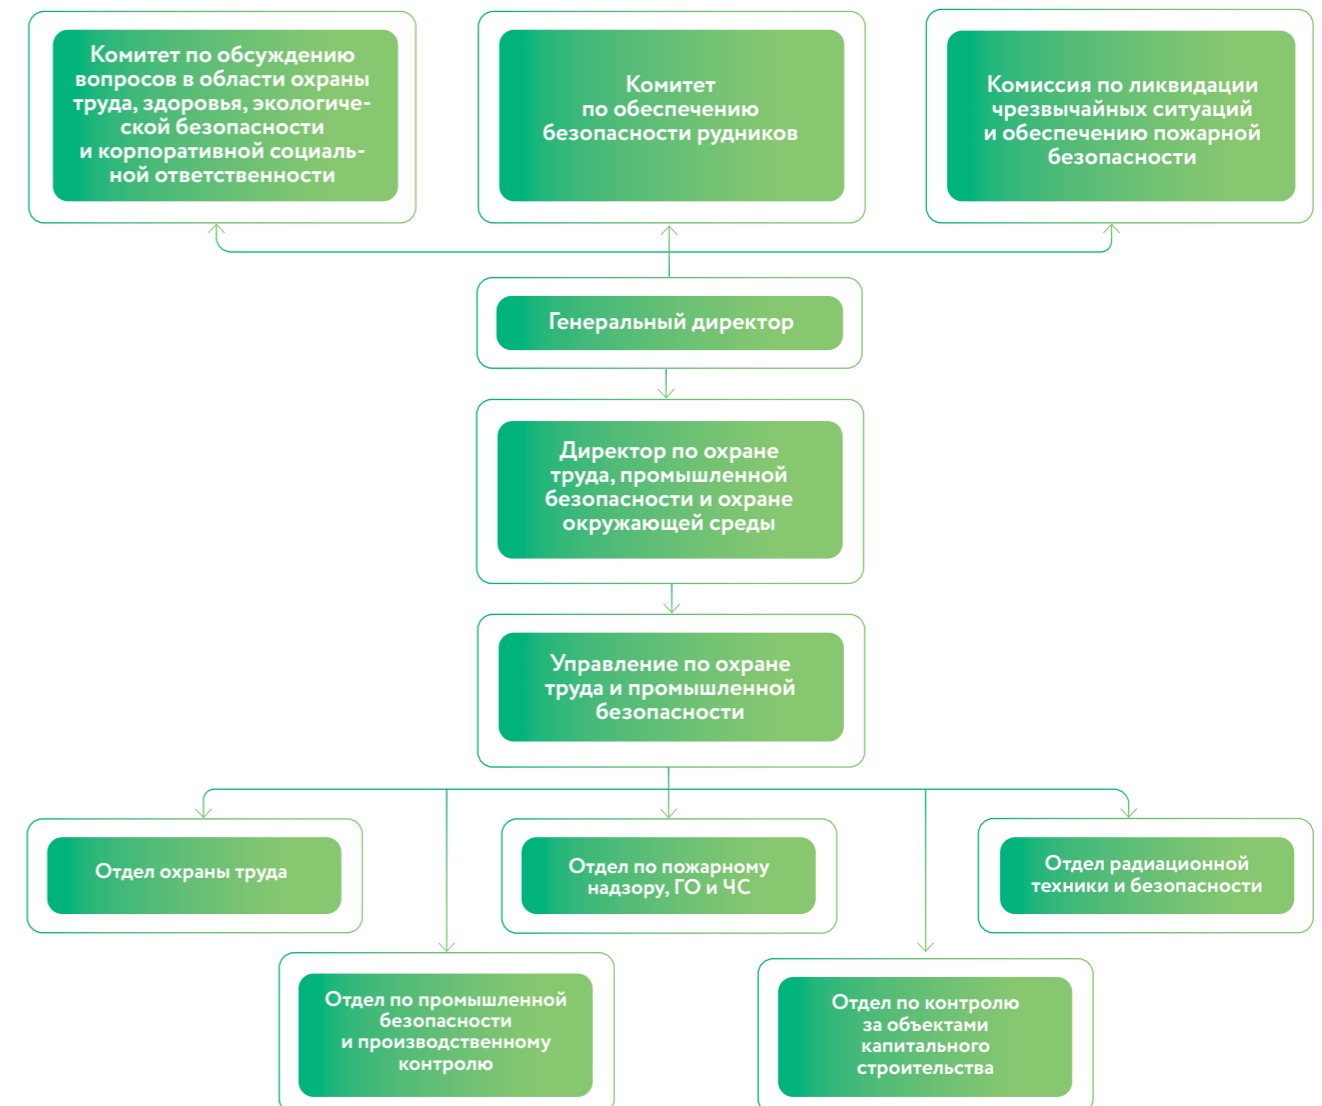 Комитет по обсуждению
вопросов в области охраны
труда, здоровья, экологиче-
ской безопасности
и корпоративной социаль-
ной ответственности
Комитет
по обеспечению
безопасности рудников
Комиссия по ликвидации
чрезвычайных ситуаций
и обеспечению пожарной
безопасности
Генеральный директор
Директор по охране
труда, промышленной
безопасности и охране
окружающей среды
Управление по охране
труда и промышленной
безопасности
Отдел охраны труда
Отдел по пожарному
надзору, ГО и ЧС
Отдел радиационной
техники и безопасности
Отдел по промышленной
безопасности
и производственному
контролю
Отдел по контролю
за объектами
капитального
строительства